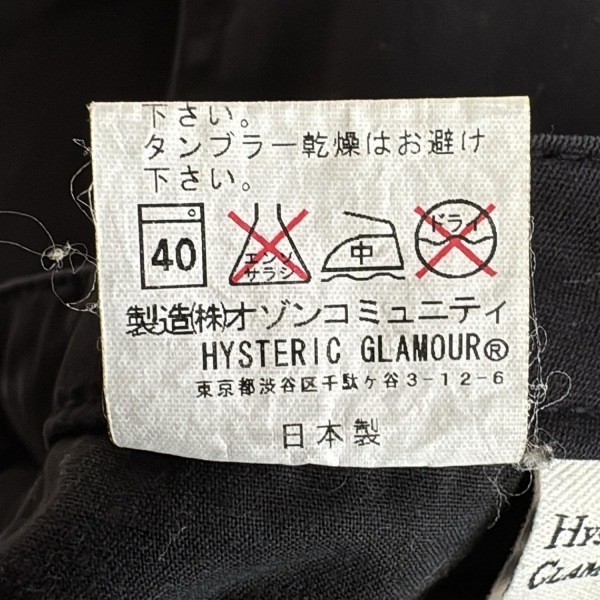 下さい。
タンブラー乾燥はお避け
下さい。
40 エンソ サラシ 中 ドライ
製造(株)オゾンコミュニティ
HYSTERIC GLAMOUR®
東京都渋谷区千駄ヶ谷3-12-6
日本製